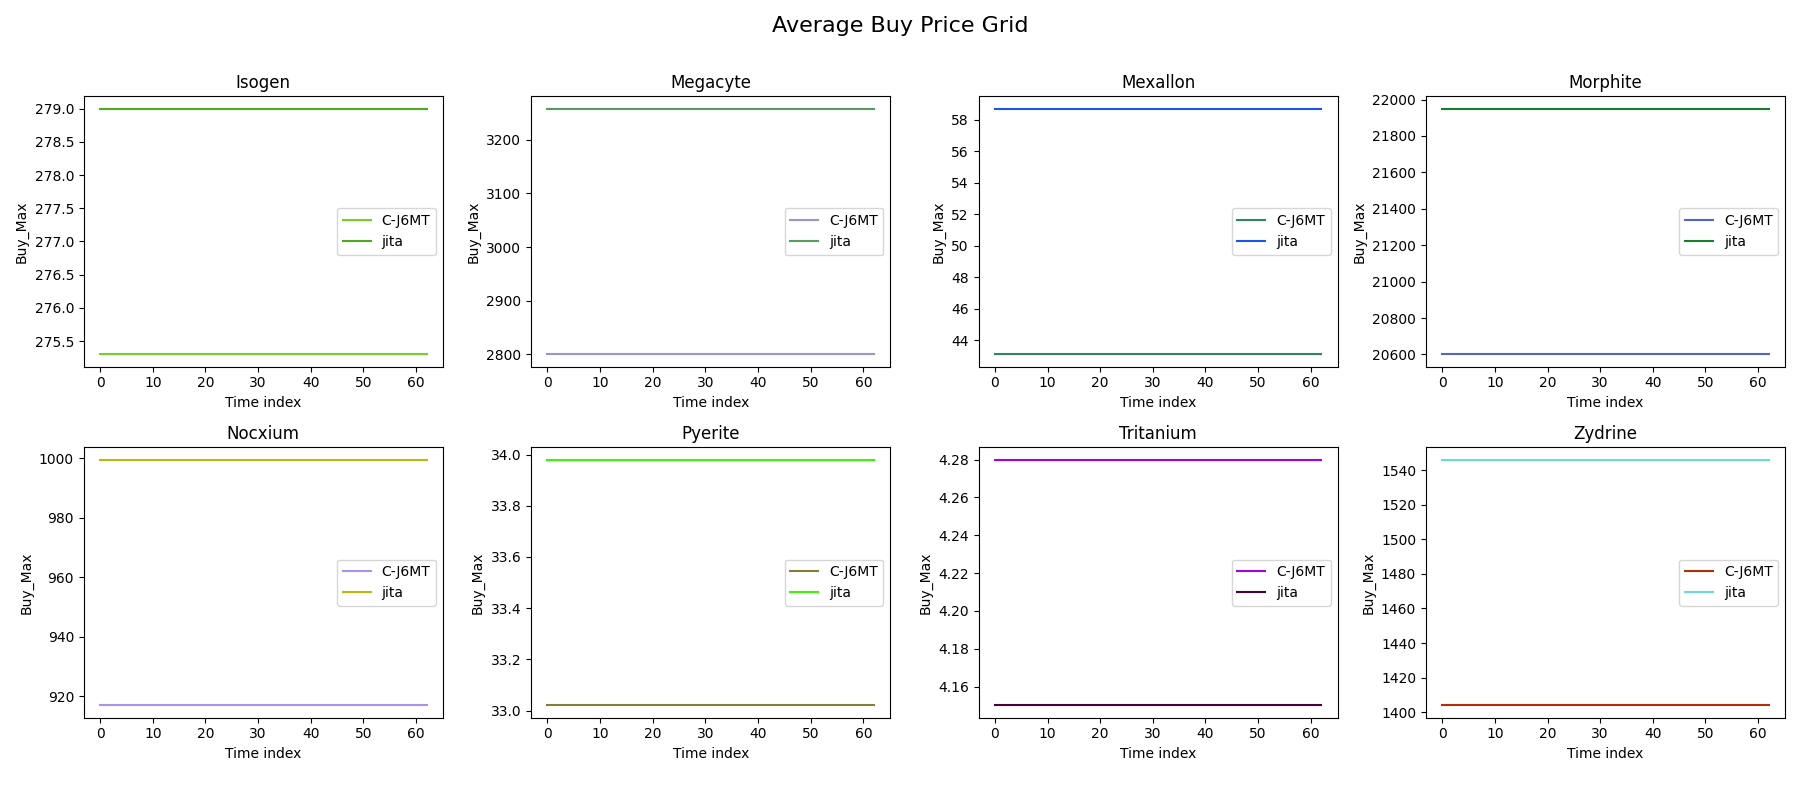 Average Buy Price Grid
Isogen
279.0
278.5
278.0
277.5
277.0
276.5
276.0
275.5
Buy_Max
C-J6MT
jita
0 10 20 30 40 50 60
Time index
Megacyte
3200
3100
3000
2900
2800
Buy_Max
C-J6MT
jita
0 10 20 30 40 50 60
Time index
Mexallon
58
56
54
52
50
48
46
44
Buy_Max
C-J6MT
jita
0 10 20 30 40 50 60
Time index
Morphite
22000
21800
21600
21400
21200
21000
20800
20600
Buy_Max
C-J6MT
jita
0 10 20 30 40 50 60
Time index
Nocxium
1000
980
960
940
920
Buy_Max
C-J6MT
jita
0 10 20 30 40 50 60
Time index
Pyerite
34.0
33.8
33.6
33.4
33.2
33.0
Buy_Max
C-J6MT
jita
0 10 20 30 40 50 60
Time index
Tritanium
4.28
4.26
4.24
4.22
4.20
4.18
4.16
Buy_Max
C-J6MT
jita
0 10 20 30 40 50 60
Time index
Zydrine
1540
1520
1500
1480
1460
1440
1420
1400
Buy_Max
C-J6MT
jita
0 10 20 30 40 50 60
Time index